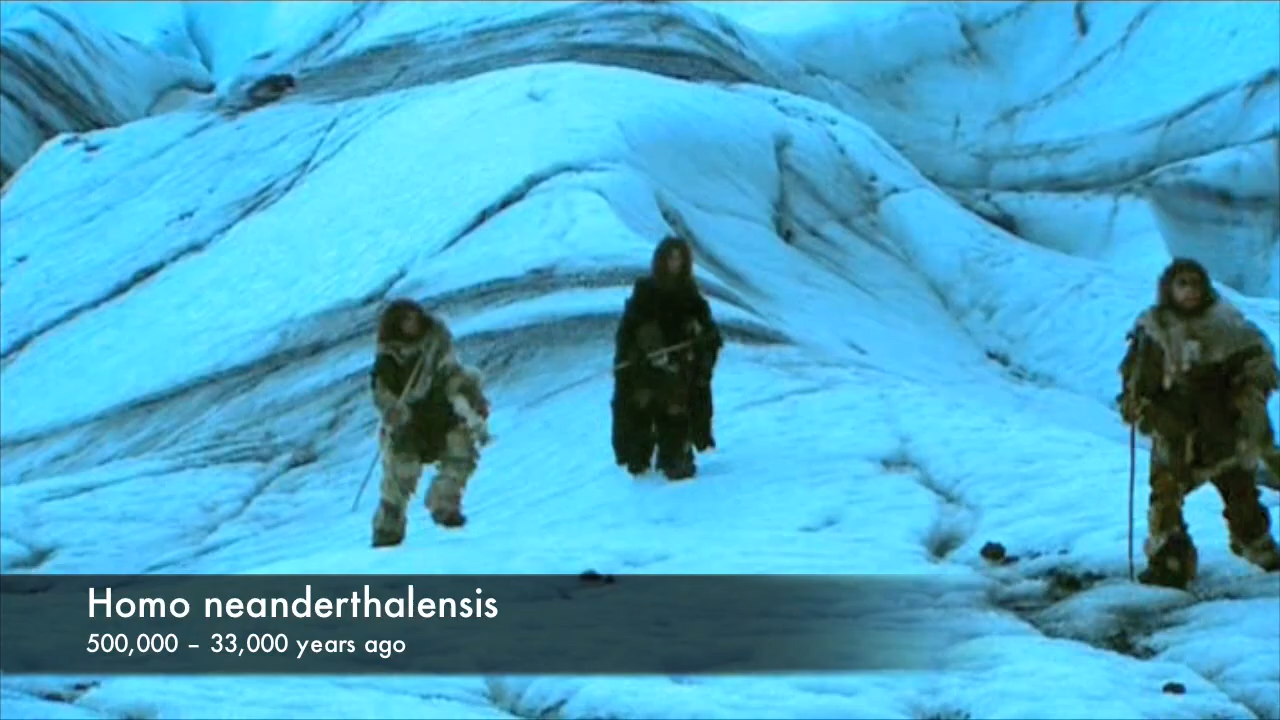 Homo neanderthalensis
500,000 – 33,000 years ago